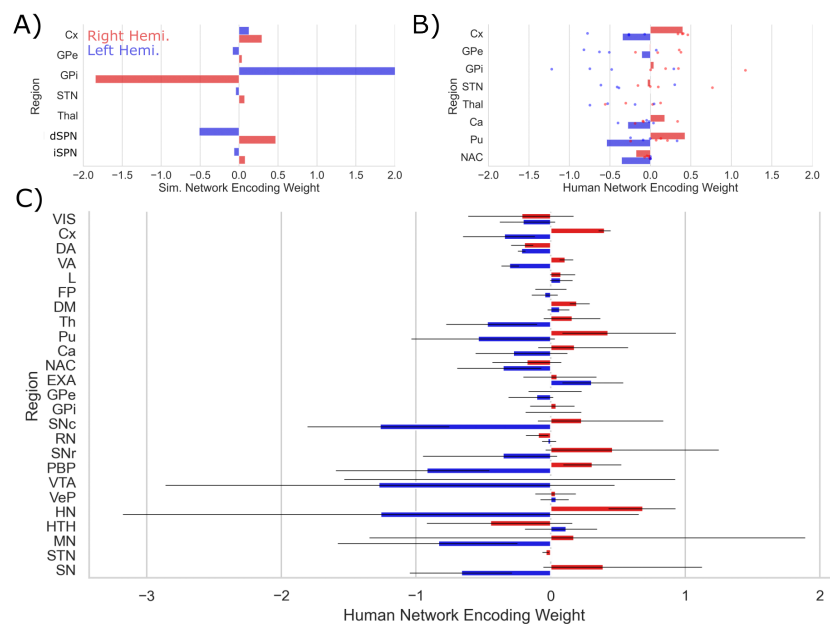 A)
Right Hemi.
Left Hemi.
Region
Cx
GPe
GPi
STN
Thal
dSPN
iSPN
−2.0 −1.5 −1.0 −0.5 0.0 0.5 1.0 1.5 2.0
Sim. Network Encoding Weight
B)
Region
Cx
GPe
GPi
STN
Thal
Ca
Pu
NAC
−2.0 −1.5 −1.0 −0.5 0.0 0.5 1.0 1.5 2.0
Human Network Encoding Weight
C)
Region
VIS
Cx
DA
VA
L
FP
DM
Th
Pu
Ca
NAC
EXA
GPe
GPi
SNc
RN
SNr
PBP
VTA
VeP
HN
HTH
MN
STN
SN
−3 −2 −1 0 1 2
Human Network Encoding Weight